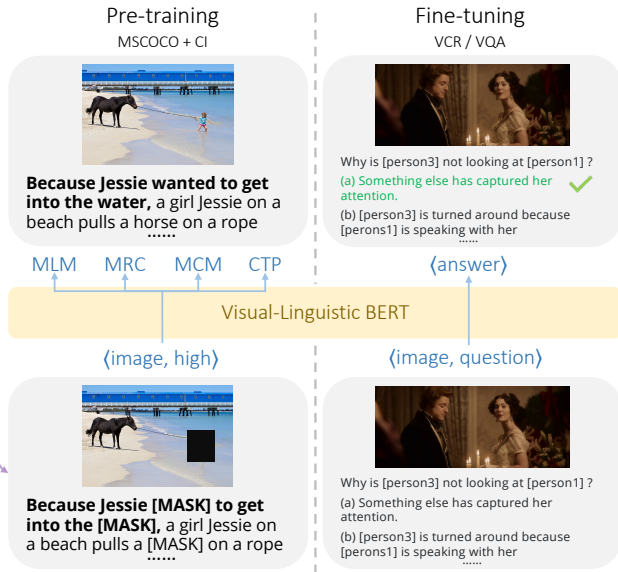 Pre-training
MSCOCO + CI
Because Jessie wanted to get
into the water, a girl Jessie on a
beach pulls a horse on a rope
......
MLM MRC MCM CTP
Fine-tuning
VCR / VQA
Why is [person3] not looking at [person1] ?
(a) Something else has captured her
attention.
(b) [person3] is turned around because
[perons1] is speaking with her
......
⟨answer⟩
Visual-Linguistic BERT
⟨image, high⟩
Because Jessie [MASK] to get
into the [MASK], a girl Jessie on
a beach pulls a [MASK] on a rope
......
⟨image, question⟩
Why is [person3] not looking at [person1] ?
(a) Something else has captured her
attention.
(b) [person3] is turned around because
[perons1] is speaking with her
......